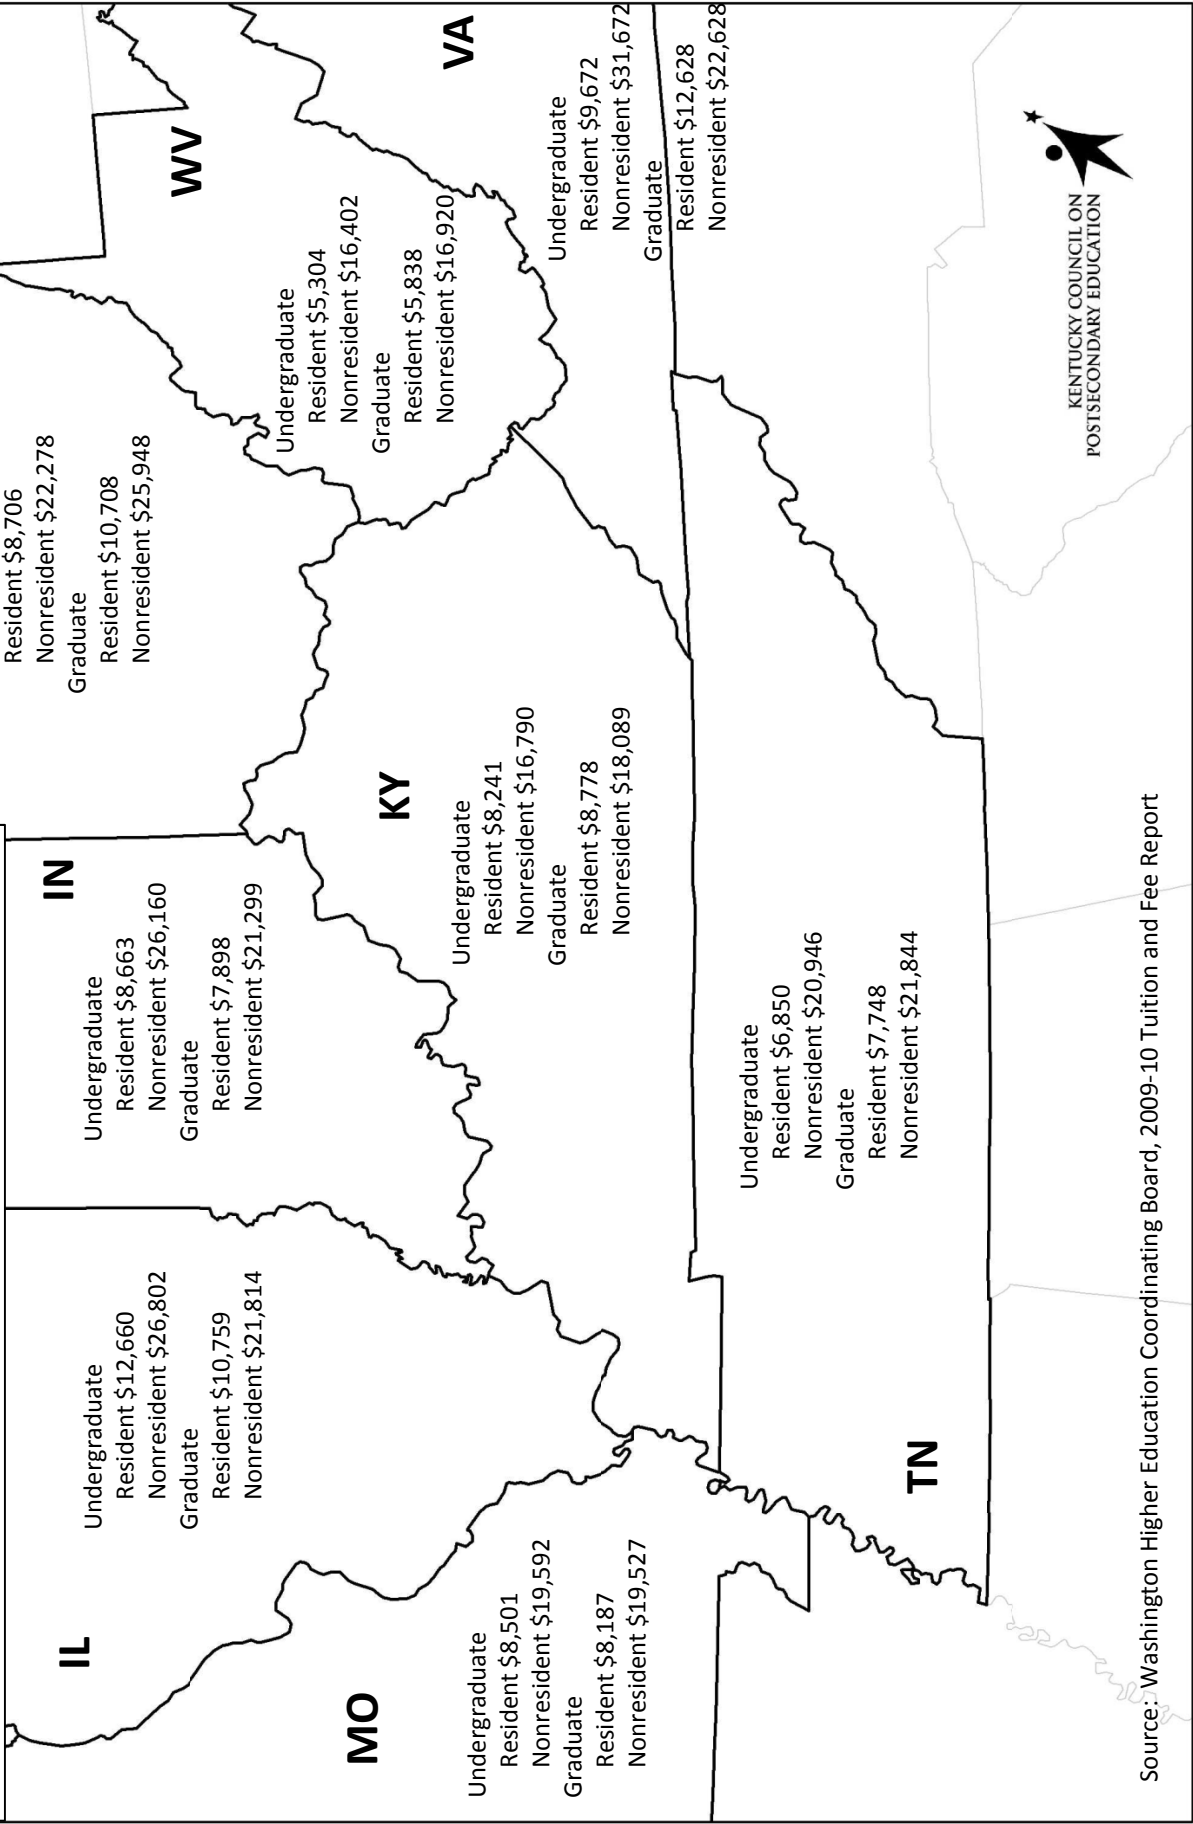 Resident $8,706
Nonresident $22,278
Graduate
Resident $10,708
Nonresident $25,948
IL
Undergraduate
Resident $12,660
Nonresident $26,802
Graduate
Resident $10,759
Nonresident $21,814
IN
Undergraduate
Resident $8,663
Nonresident $26,160
Graduate
Resident $7,898
Nonresident $21,299
WV
Undergraduate
Resident $5,304
Nonresident $16,402
Graduate
Resident $5,838
Nonresident $16,920
VA
Undergraduate
Resident $9,672
Nonresident $31,672
Graduate
Resident $12,628
Nonresident $22,628
MO
Undergraduate
Resident $8,501
Nonresident $19,592
Graduate
Resident $8,187
Nonresident $19,527
KY
Undergraduate
Resident $8,241
Nonresident $16,790
Graduate
Resident $8,778
Nonresident $18,089
TN
Undergraduate
Resident $6,850
Nonresident $20,946
Graduate
Resident $7,748
Nonresident $21,844
KENTUCKY COUNCIL ON
POSTSECONDARY EDUCATION
Source: Washington Higher Education Coordinating Board, 2009-10 Tuition and Fee Report